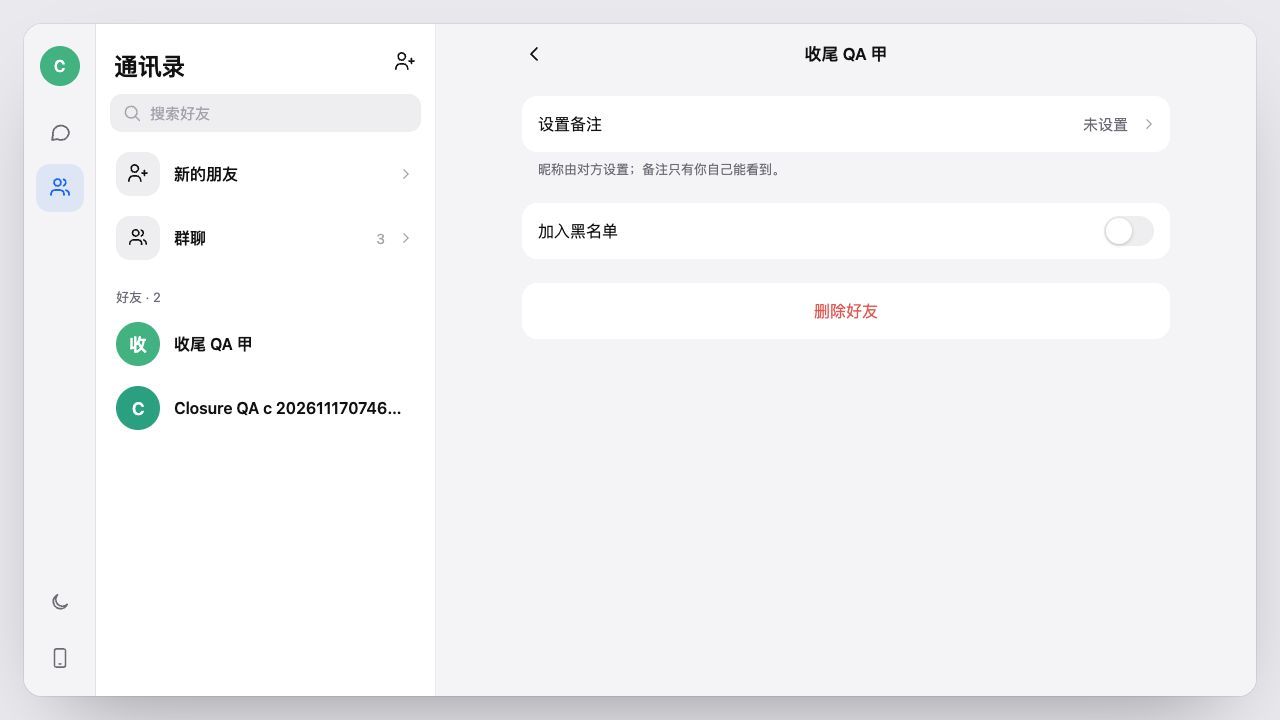 C
通讯录
搜索好友
新的朋友
群聊
3
好友 · 2
收
收尾 QA 甲
C
Closure QA c 202611170746...
收尾 QA 甲
设置备注
未设置
昵称由对方设置；备注只有你自己能看到。
加入黑名单
删除好友